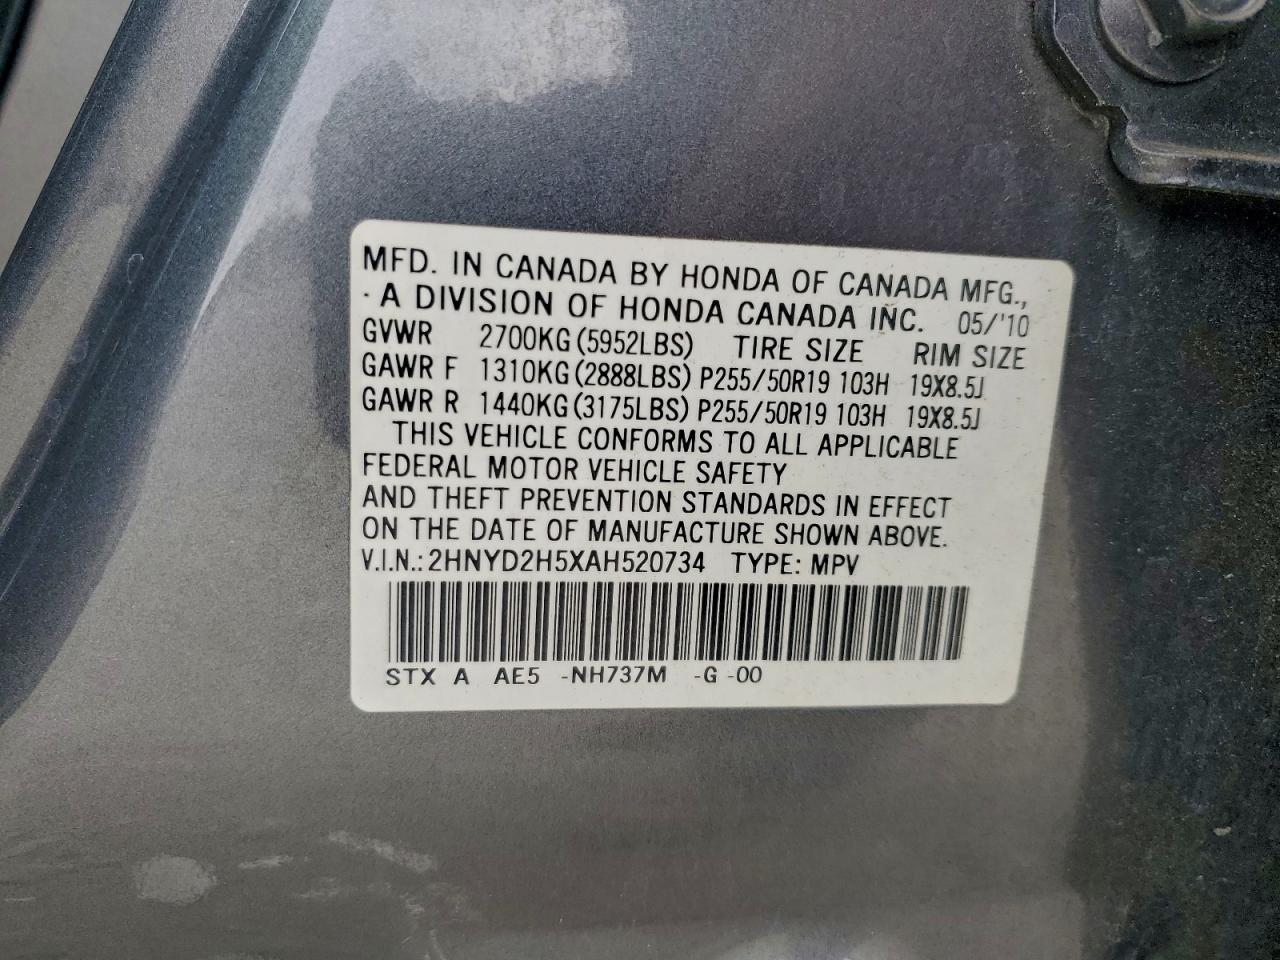 MFD. IN CANADA BY HONDA OF CANADA MFG.,
· A DIVISION OF HONDA CANADA INC. 05/'10
GVWR 2700KG (5952LBS) TIRE SIZE RIM SIZE
GAWR F 1310KG (2888LBS) P255/50R19 103H 19X8.5J
GAWR R 1440KG (3175LBS) P255/50R19 103H 19X8.5J
THIS VEHICLE CONFORMS TO ALL APPLICABLE
FEDERAL MOTOR VEHICLE SAFETY
AND THEFT PREVENTION STANDARDS IN EFFECT
ON THE DATE OF MANUFACTURE SHOWN ABOVE.
V.I.N.: 2HNYD2H5XAH520734 TYPE: MPV
STX A AE5 -NH737M -G -00